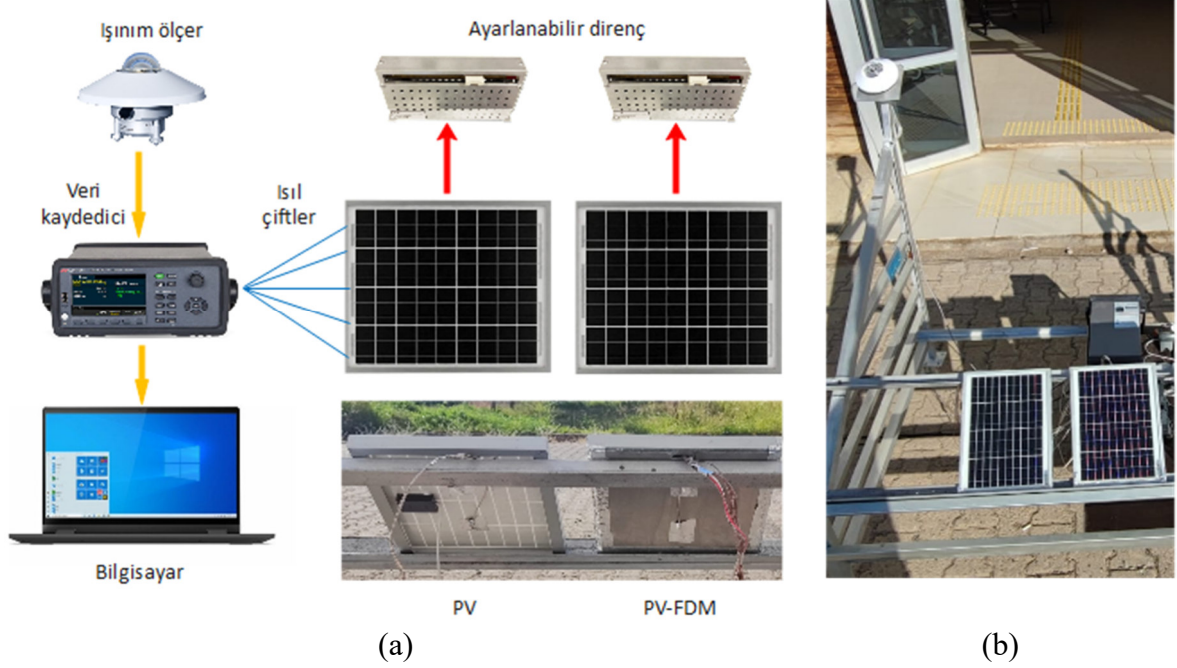 Işınım ölçer
Ayarlanabilir direnç
Veri
kaydedici
Isıl
çiftler
Bilgisayar
PV
PV-FDM
(a)
(b)